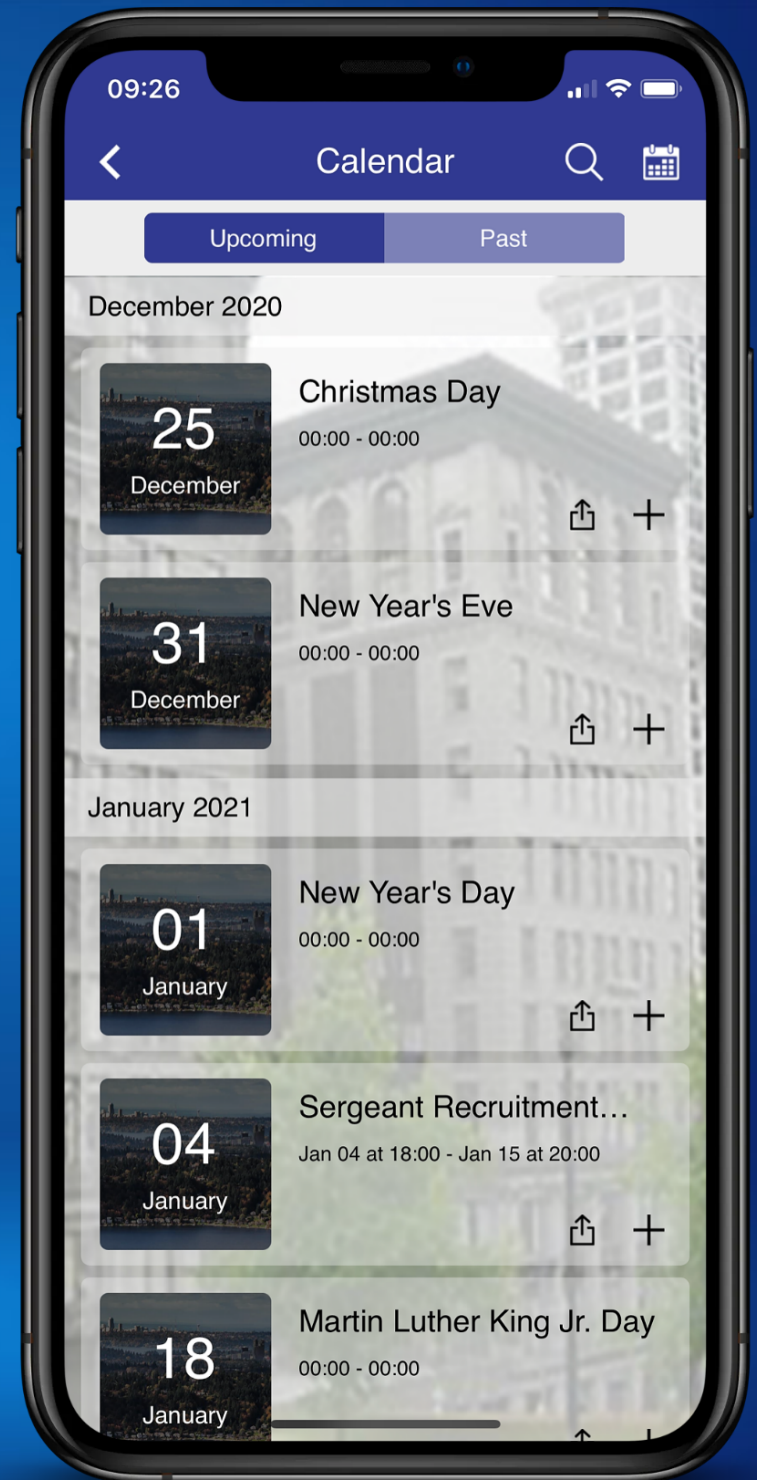 09:26
Calendar
Upcoming
Past
December 2020
25
December
Christmas Day
00:00 - 00:00
31
December
New Year's Eve
00:00 - 00:00
January 2021
01
January
New Year's Day
00:00 - 00:00
04
January
Sergeant Recruitment...
Jan 04 at 18:00 - Jan 15 at 20:00
18
January
Martin Luther King Jr. Day
00:00 - 00:00